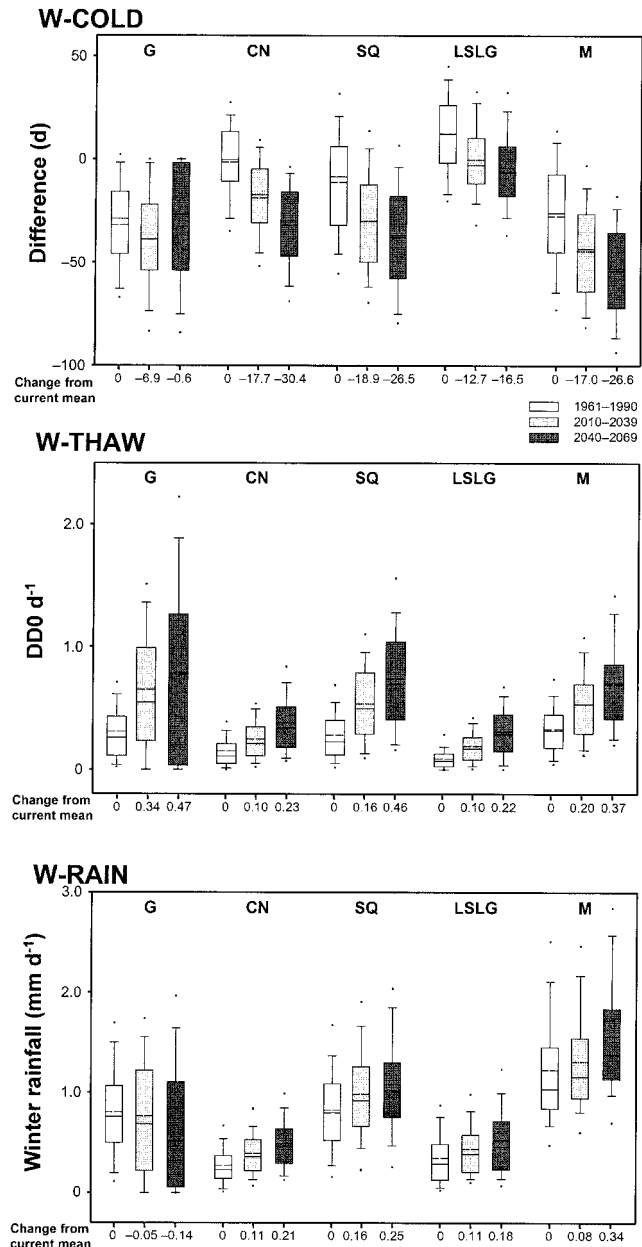 W-COLD
G CN SQ LSLG M
50
0
−50
−100
Difference (d)
Change from current mean
0 −6.9 −0.6 0 −17.7 −30.4 0 −18.9 −26.5 0 −12.7 −16.5 0 −17.0 −26.6
1961–1990
2010–2039
2040–2069
W-THAW
G CN SQ LSLG M
2.0
1.0
0
DD0 d-1
Change from current mean
0 0.34 0.47 0 0.10 0.23 0 0.16 0.46 0 0.10 0.22 0 0.20 0.37
W-RAIN
3.0
G CN SQ LSLG M
2.0
1.0
0
Winter rainfall (mm d-1)
Change from current mean
0 −0.05 −0.14 0 0.11 0.21 0 0.16 0.25 0 0.11 0.18 0 0.08 0.34